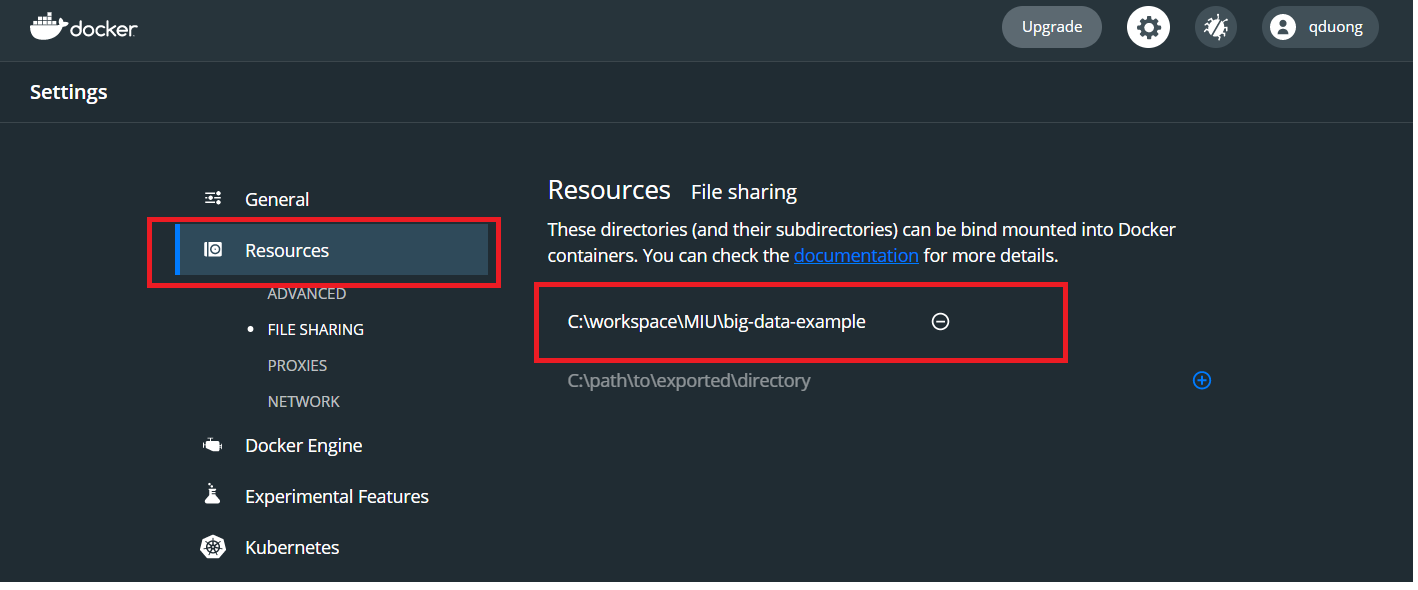 docker
Upgrade
qduong
Settings
General
Resources
ADVANCED
FILE SHARING
PROXIES
NETWORK
Docker Engine
Experimental Features
Kubernetes
Resources File sharing
These directories (and their subdirectories) can be bind mounted into Docker
containers. You can check the documentation for more details.
C:\workspace\MIU\big-data-example
C:\path\to\exported\directory